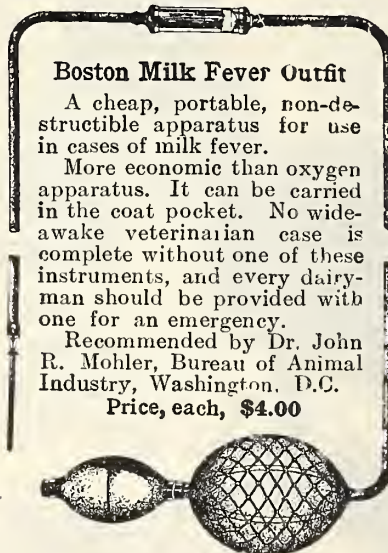 Boston Milk Fever Outfit
A cheap, portable, non-de-
structible apparatus for use
in cases of milk fever.
More economic than oxygen
apparatus. It can be carried
in the coat pocket. No wide-
awake veterinarian case is
complete without one of these
instruments, and every dairy-
man should be provided with
one for an emergency.
Recommended by Dr. John
R. Mohler, Bureau of Animal
Industry, Washington, D.C.
Price, each, $4.00